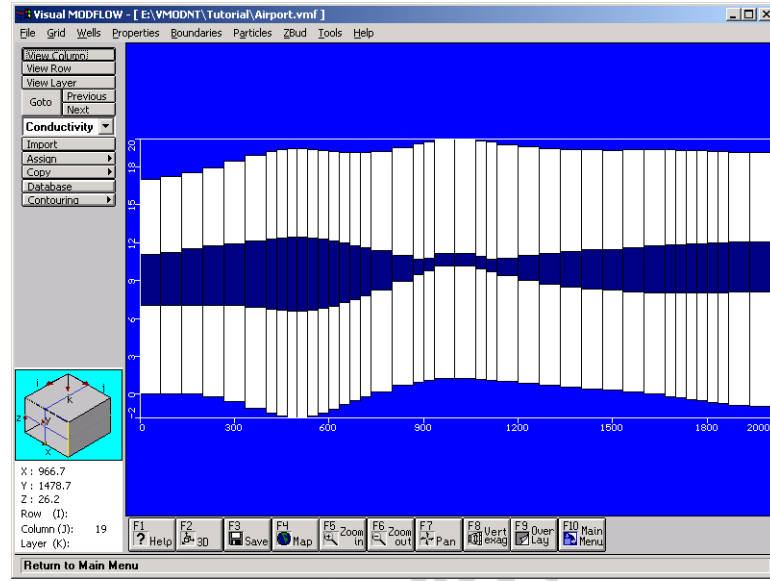 Visual MODFLOW - [ E:\VMODNT\Tutorial\Airport.vmf ]
File Grid Wells Properties Boundaries Particles ZBud Tools Help
View Column
View Row
View Layer
Goto Previous
Next
Conductivity
Import
Assign
Copy
Database
Contouring
20
18
15
12
9
6
3
0
-2
0 300 600 900 1200 1500 1800 2000
i j
K
Z
Y
X
X : 966.7
Y : 1478.7
Z : 26.2
Row (I):
Column (J): 19
Layer (K):
F1 ? Help
F2 3D
F3 Save
F4 Map
F5 Zoom in
F6 Zoom out
F7 Pan
F8 Vert exag
F9 Over Lay
F10 Main Menu
Return to Main Menu